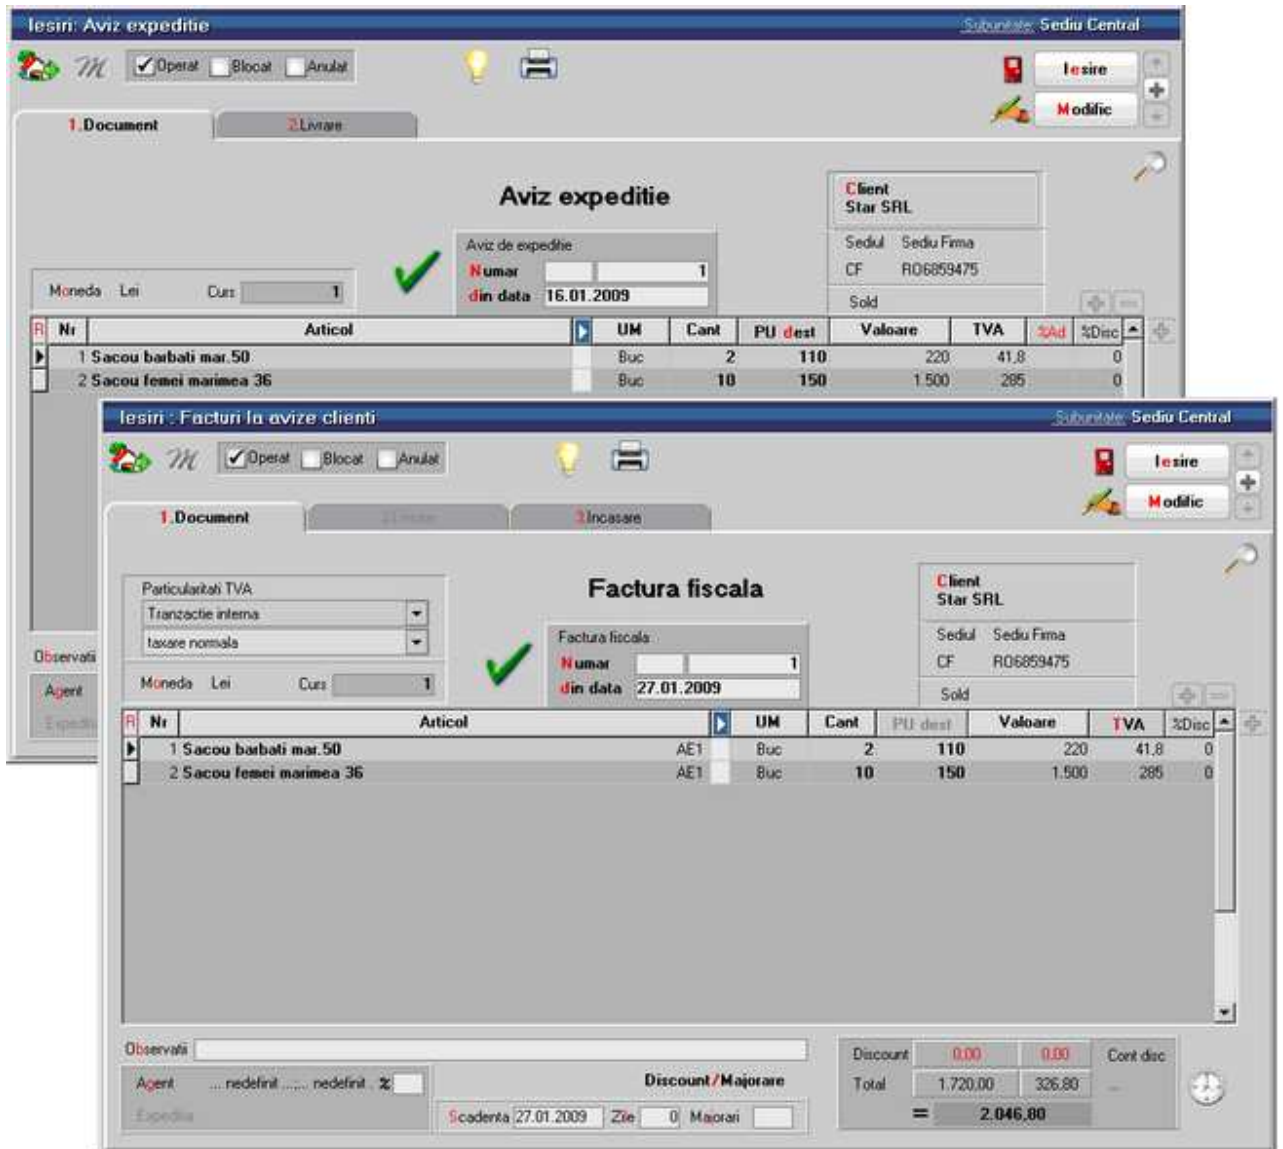 Iesiri: Aviz expeditie Subunitate: Sediu Central
M Operat Blocat Anulat Iesire
Modific
1.Document 2.Livrare
Aviz expeditie
Client
Star SRL
Aviz de expeditie
Sediul Sediu Firma
Numar 1
CF RO6859475
Moneda Lei Curs 1
din data 16.01.2009
Sold
R Nr Articol UM Cant PU dest Valoare TVA %Ad %Disc
1 Sacou barbati mar.50 Buc 2 110 220 41,8 0
2 Sacou femei marimea 36 Buc 10 150 1.500 285 0
Observatii
Agent
Expeditia
Iesiri : Facturi la avize clienti Subunitate: Sediu Central
M Operat Blocat Anulat Iesire
Modific
1.Document 3.Incasare
Factura fiscala
Client
Star SRL
Particularitati TVA
Tranzactie interna
taxare normala
Factura fiscala
Sediul Sediu Firma
Numar 1
CF RO6859475
Moneda Lei Curs 1
din data 27.01.2009
Sold
R Nr Articol UM Cant PU dest Valoare TVA %Disc
1 Sacou barbati mar.50 AE1 Buc 2 110 220 41,8 0
2 Sacou femei marimea 36 AE1 Buc 10 150 1.500 285 0
Observatii
Discount 0,00 0,00 Cont disc
Agent ... nedefinit ...... nedefinit . % Discount/Majorare
Total 1.720,00 326,80 ...
Expeditia
Scadenta 27.01.2009 Zile 0 Majorari
= 2.046,80